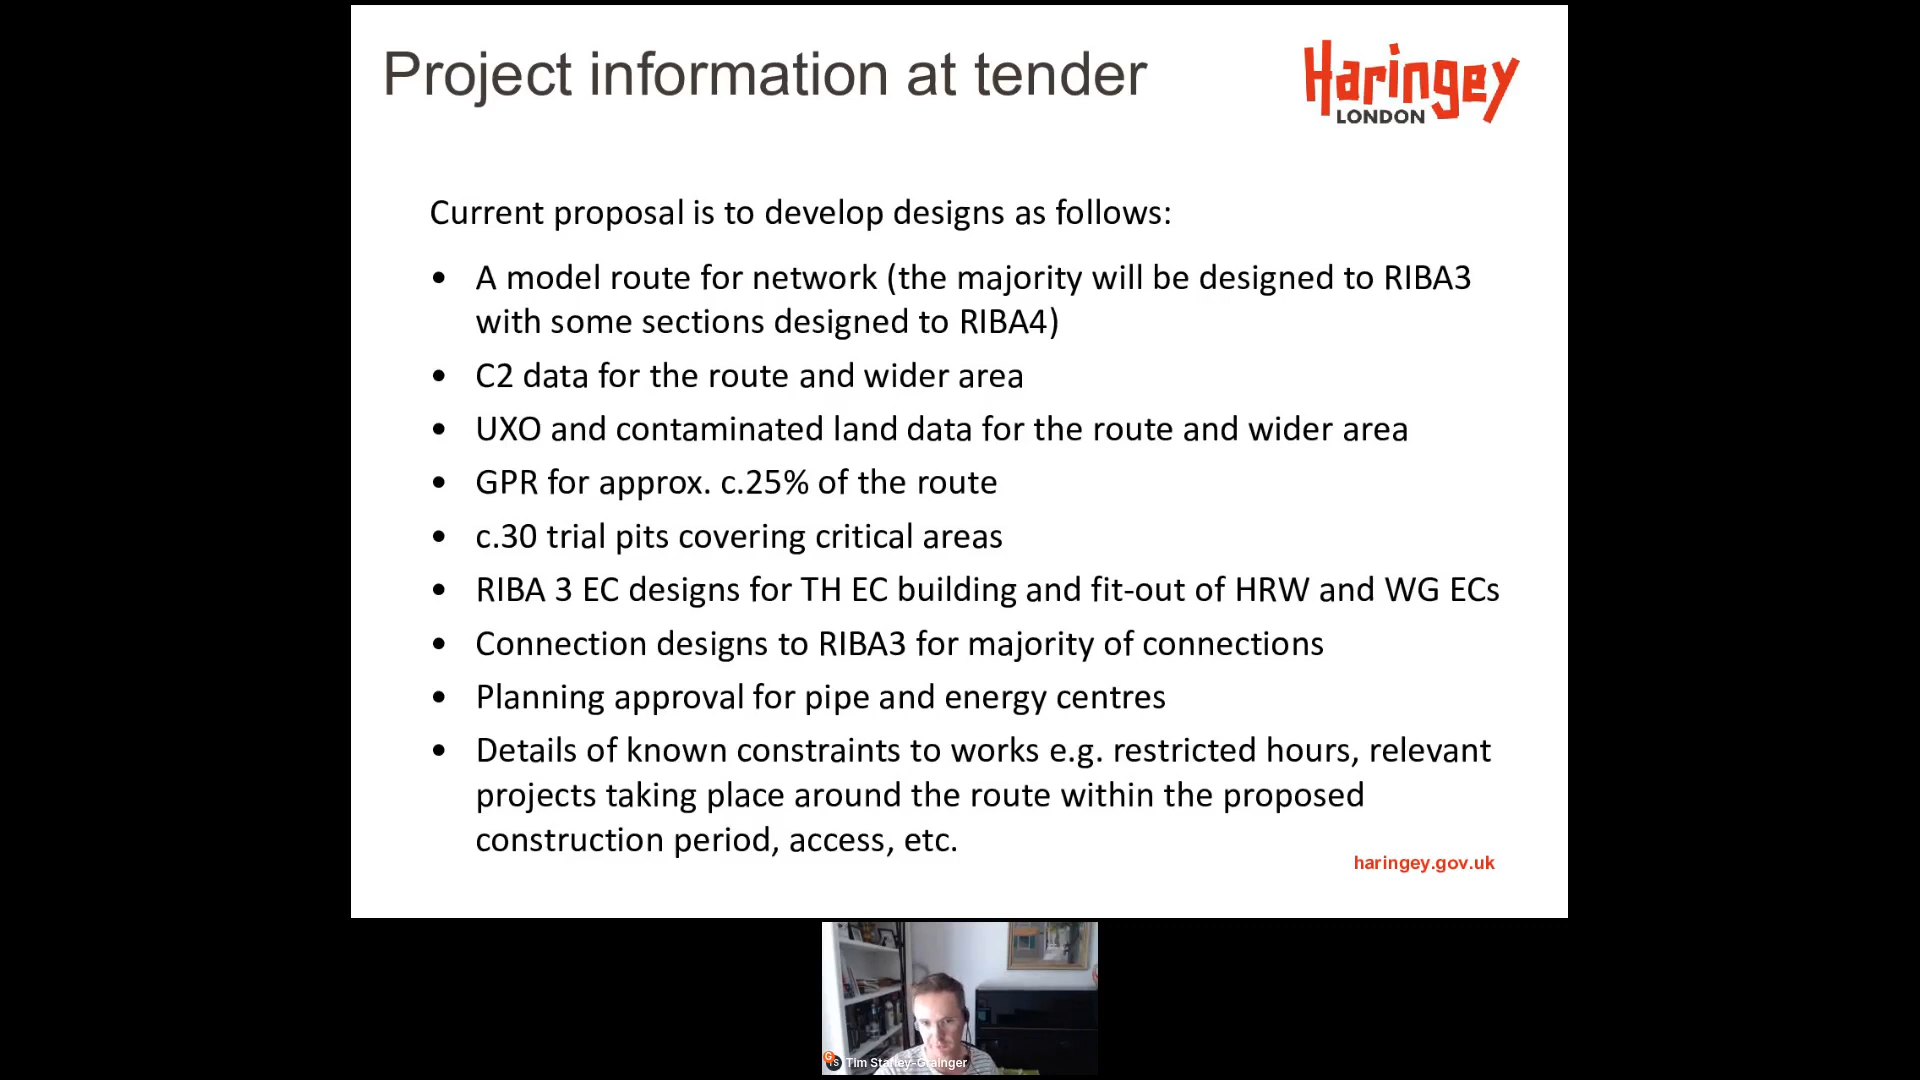 Project information at tender
Haringey
LONDON
Current proposal is to develop designs as follows:
• A model route for network (the majority will be designed to RIBA3
with some sections designed to RIBA4)
• C2 data for the route and wider area
• UXO and contaminated land data for the route and wider area
• GPR for approx. c.25% of the route
• c.30 trial pits covering critical areas
• RIBA 3 EC designs for TH EC building and fit-out of HRW and WG ECs
• Connection designs to RIBA3 for majority of connections
• Planning approval for pipe and energy centres
• Details of known constraints to works e.g. restricted hours, relevant
projects taking place around the route within the proposed
construction period, access, etc.
haringey.gov.uk
G
TS
Tim Starley-Grainger